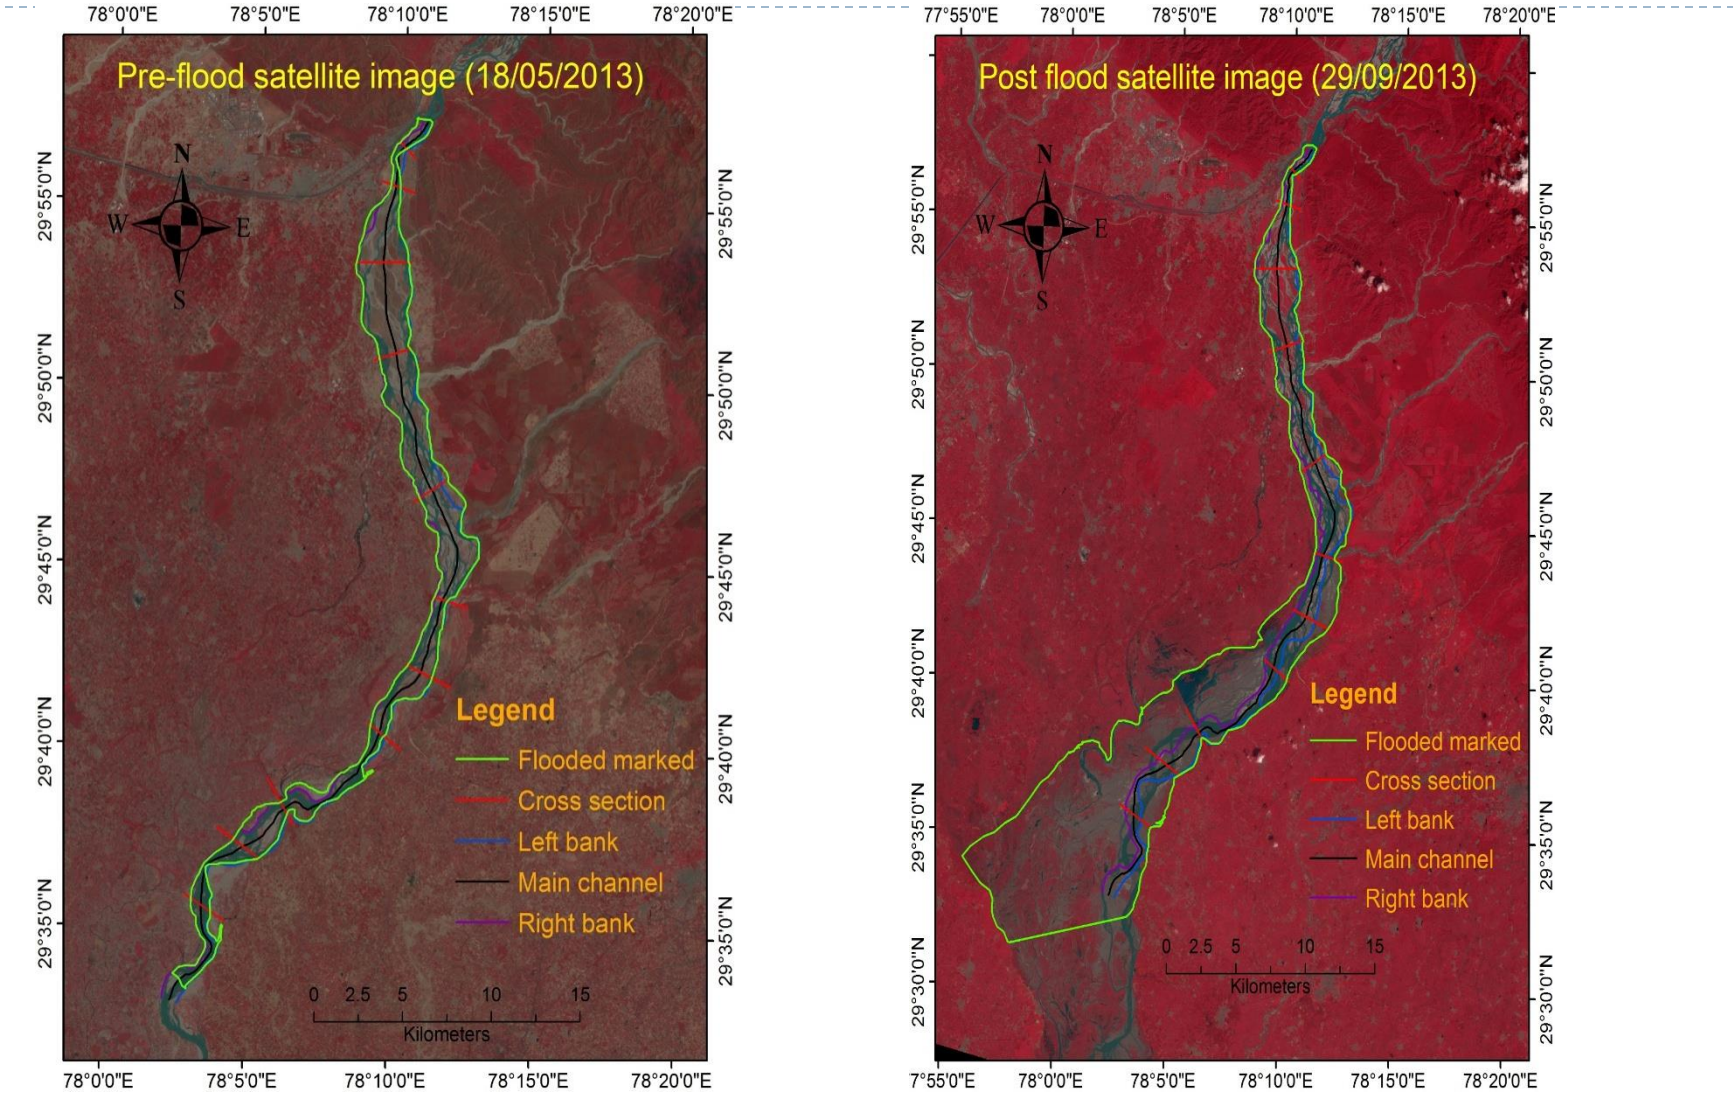 78°0'0"E 78°5'0"E 78°10'0"E 78°15'0"E 78°20'0"E
Pre-flood satellite image (18/05/2013)
N
W E
S
29°55'0"N
29°50'0"N
29°45'0"N
29°40'0"N
29°35'0"N
29°55'0"N
29°50'0"N
29°45'0"N
29°40'0"N
29°35'0"N
Legend
Flooded marked
Cross section
Left bank
Main channel
Right bank
0 2.5 5 10 15
Kilometers
78°0'0"E 78°5'0"E 78°10'0"E 78°15'0"E 78°20'0"E
77°55'0"E 78°0'0"E 78°5'0"E 78°10'0"E 78°15'0"E 78°20'0"E
Post flood satellite image (29/09/2013)
N
W E
S
29°55'0"N
29°50'0"N
29°45'0"N
29°40'0"N
29°35'0"N
29°30'0"N
29°55'0"N
29°50'0"N
29°45'0"N
29°40'0"N
29°35'0"N
29°30'0"N
Legend
Flooded marked
Cross section
Left bank
Main channel
Right bank
0 2.5 5 10 15
Kilometers
7°55'0"E 78°0'0"E 78°5'0"E 78°10'0"E 78°15'0"E 78°20'0"E